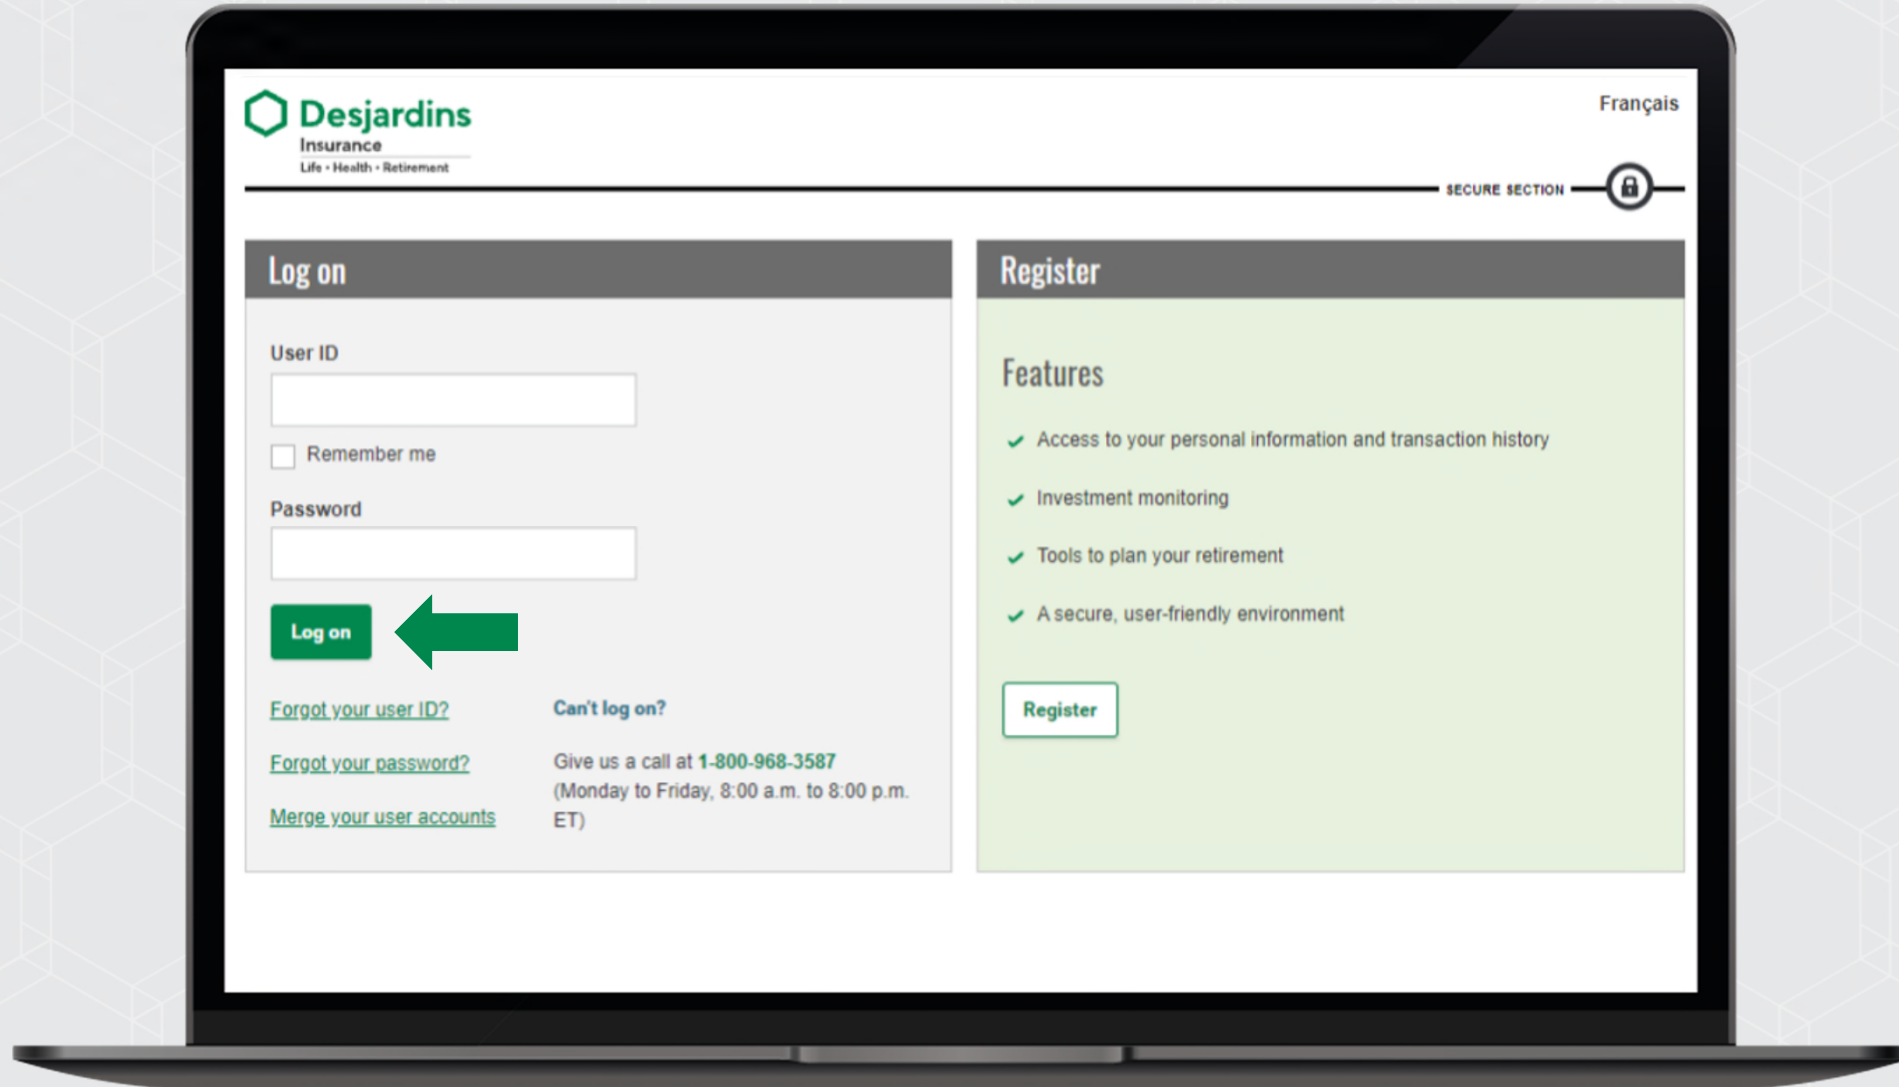 Desjardins
Insurance
Life • Health • Retirement
Français
SECURE SECTION
Log on
User ID
Remember me
Password
Log on
Forgot your user ID?
Forgot your password?
Merge your user accounts
Can't log on?
Give us a call at 1-800-968-3587
(Monday to Friday, 8:00 a.m. to 8:00 p.m.
ET)
Register
Features
Access to your personal information and transaction history
Investment monitoring
Tools to plan your retirement
A secure, user-friendly environment
Register